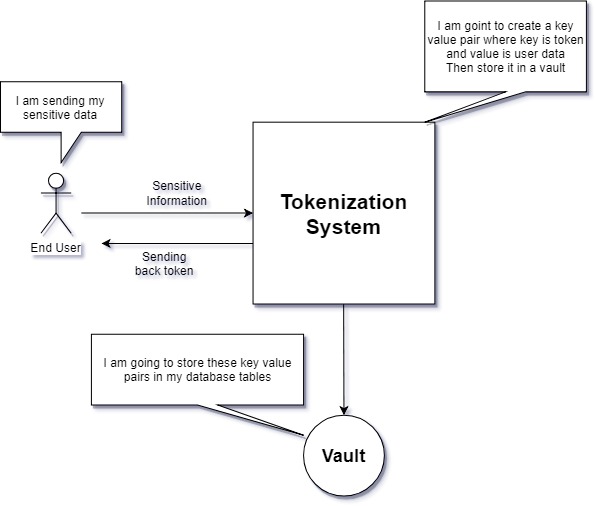 I am goint to create a key
value pair where key is token
and value is user data
Then store it in a vault
I am sending my
sensitive data
Sensitive
Information
Tokenization
System
End User
Sending
back token
I am going to store these key value
pairs in my database tables
Vault